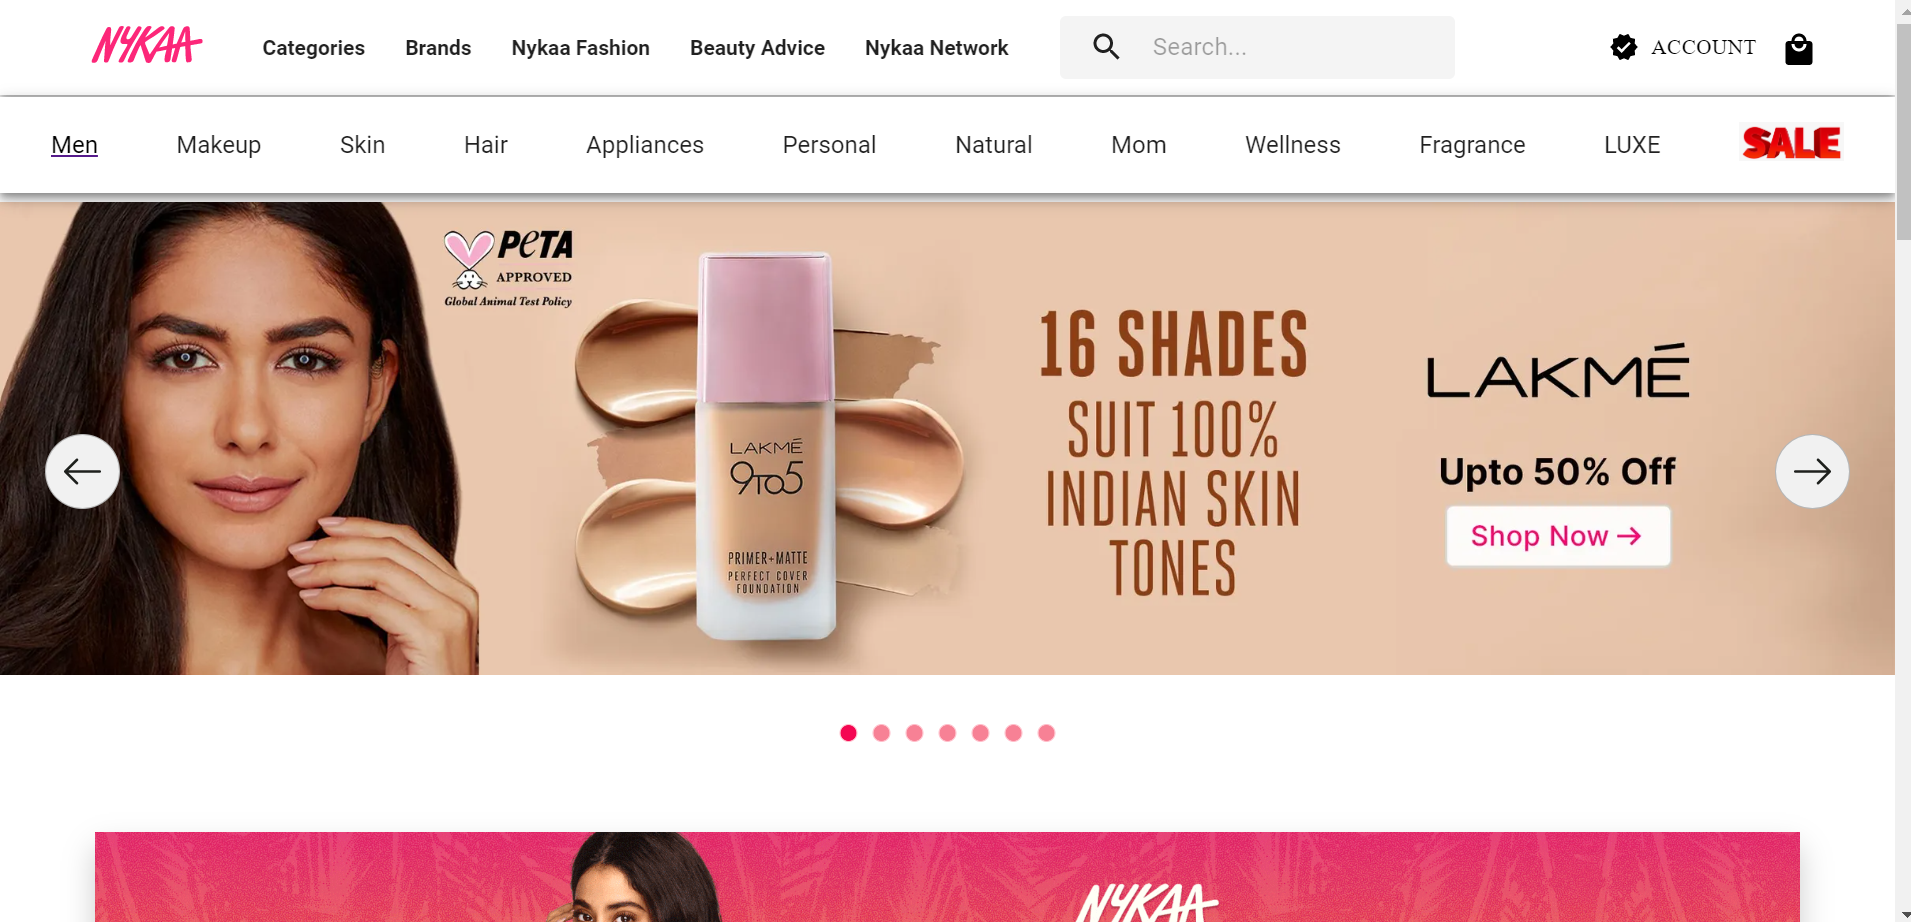 NYKAA Categories Brands Nykaa Fashion Beauty Advice Nykaa Network Search... ACCOUNT
Men Makeup Skin Hair Appliances Personal Natural Mom Wellness Fragrance LUXE SALE
PETA
APPROVED
Global Animal Test Policy
LAKMÉ
9TO5
PRIMER+MATTE
PERFECT COVER
FOUNDATION
16 SHADES
SUIT 100%
INDIAN SKIN
TONES
LAKMÉ
Upto 50% Off
Shop Now →
NYKAA